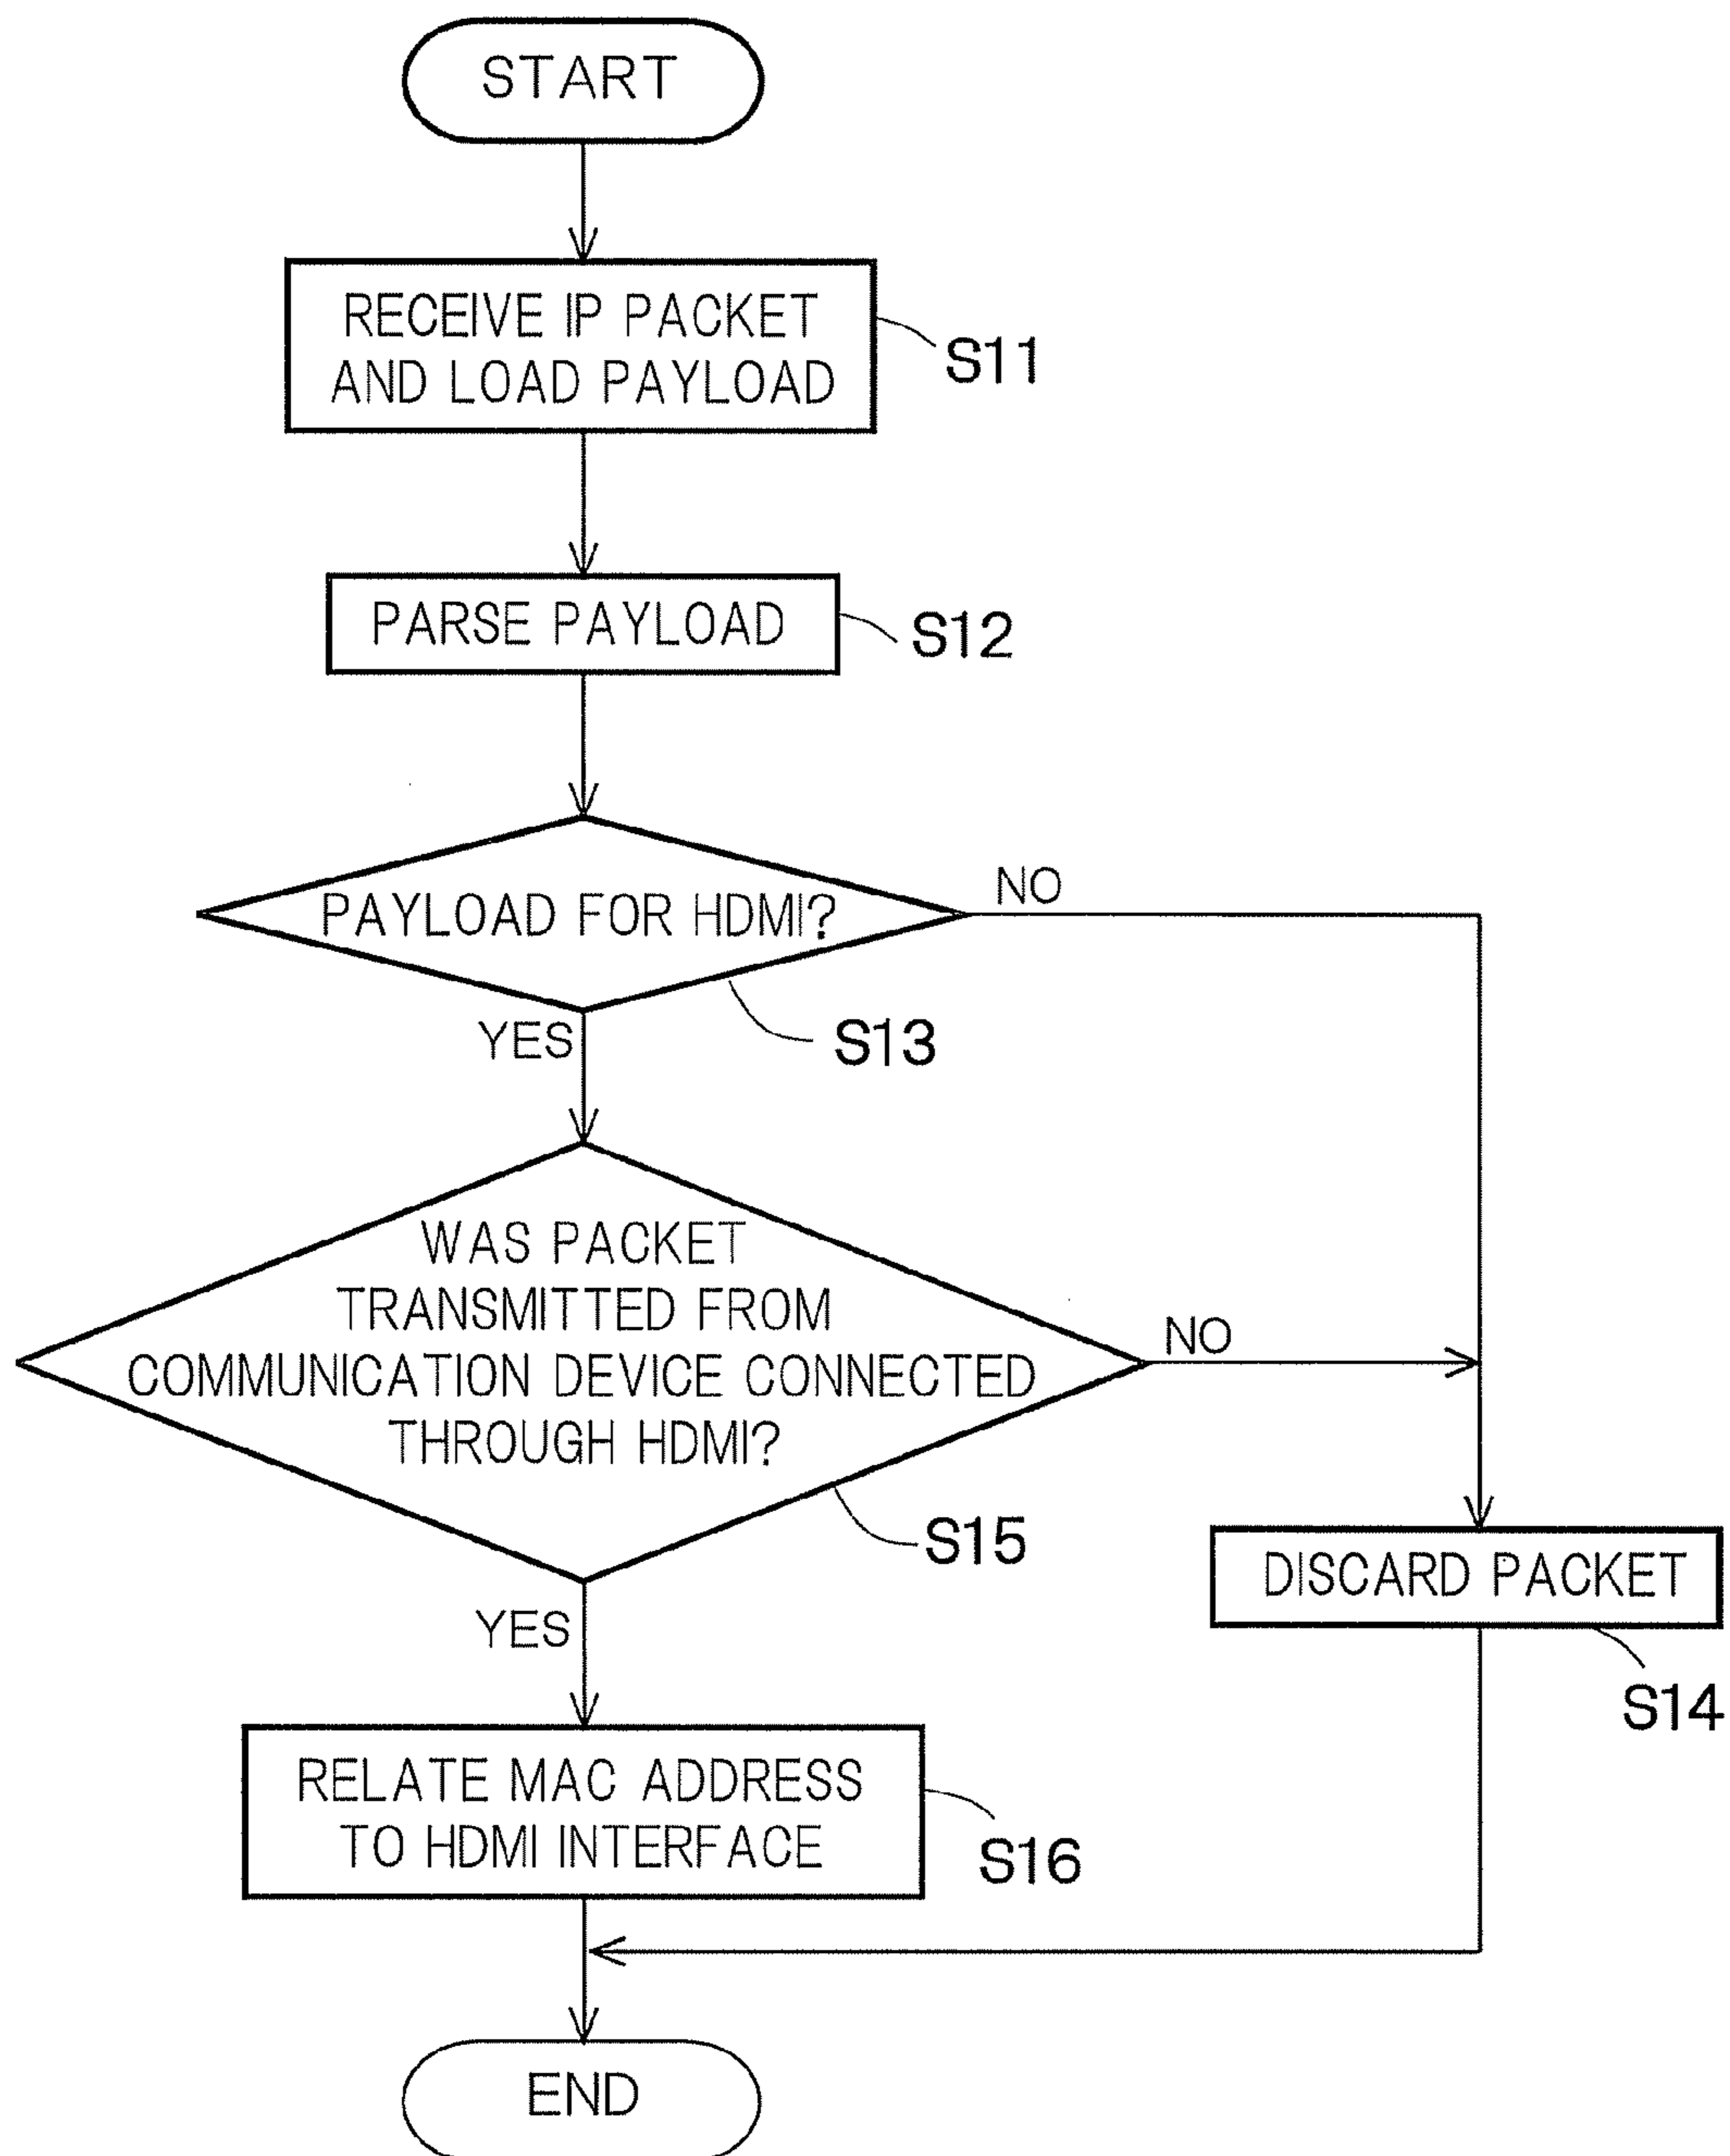 START
RECEIVE IP PACKET
AND LOAD PAYLOAD
S11
PARSE PAYLOAD
S12
PAYLOAD FOR HDMI?
NO
YES
S13
WAS PACKET
TRANSMITTED FROM
COMMUNICATION DEVICE CONNECTED
THROUGH HDMI?
NO
S15
YES
DISCARD PACKET
S14
RELATE MAC ADDRESS
TO HDMI INTERFACE
S16
END